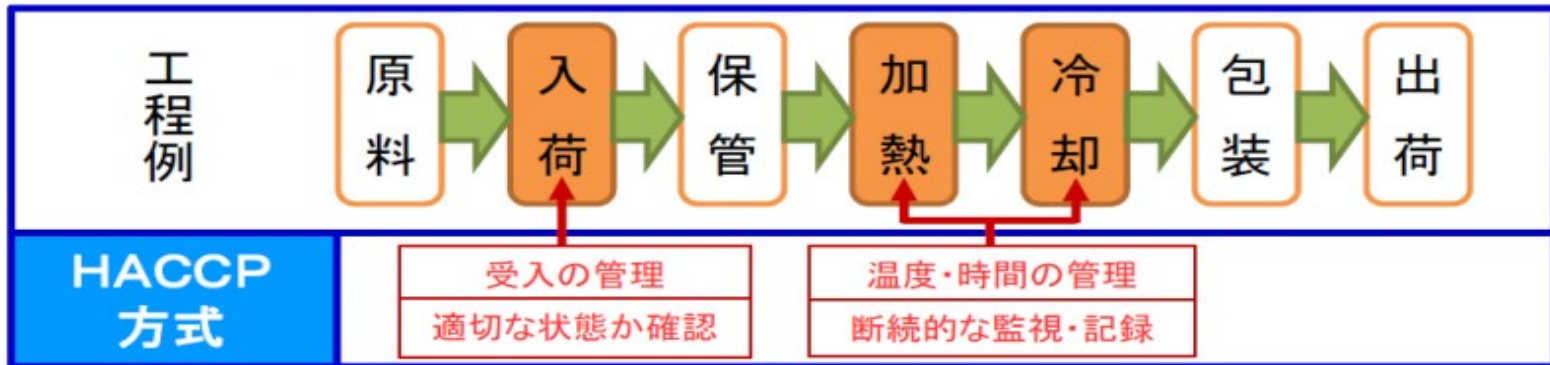 工程例
原料
入荷
保管
加熱
冷却
包装
出荷
HACCP
方式
受入の管理
適切な状態か確認
温度・時間の管理
断続的な監視・記録